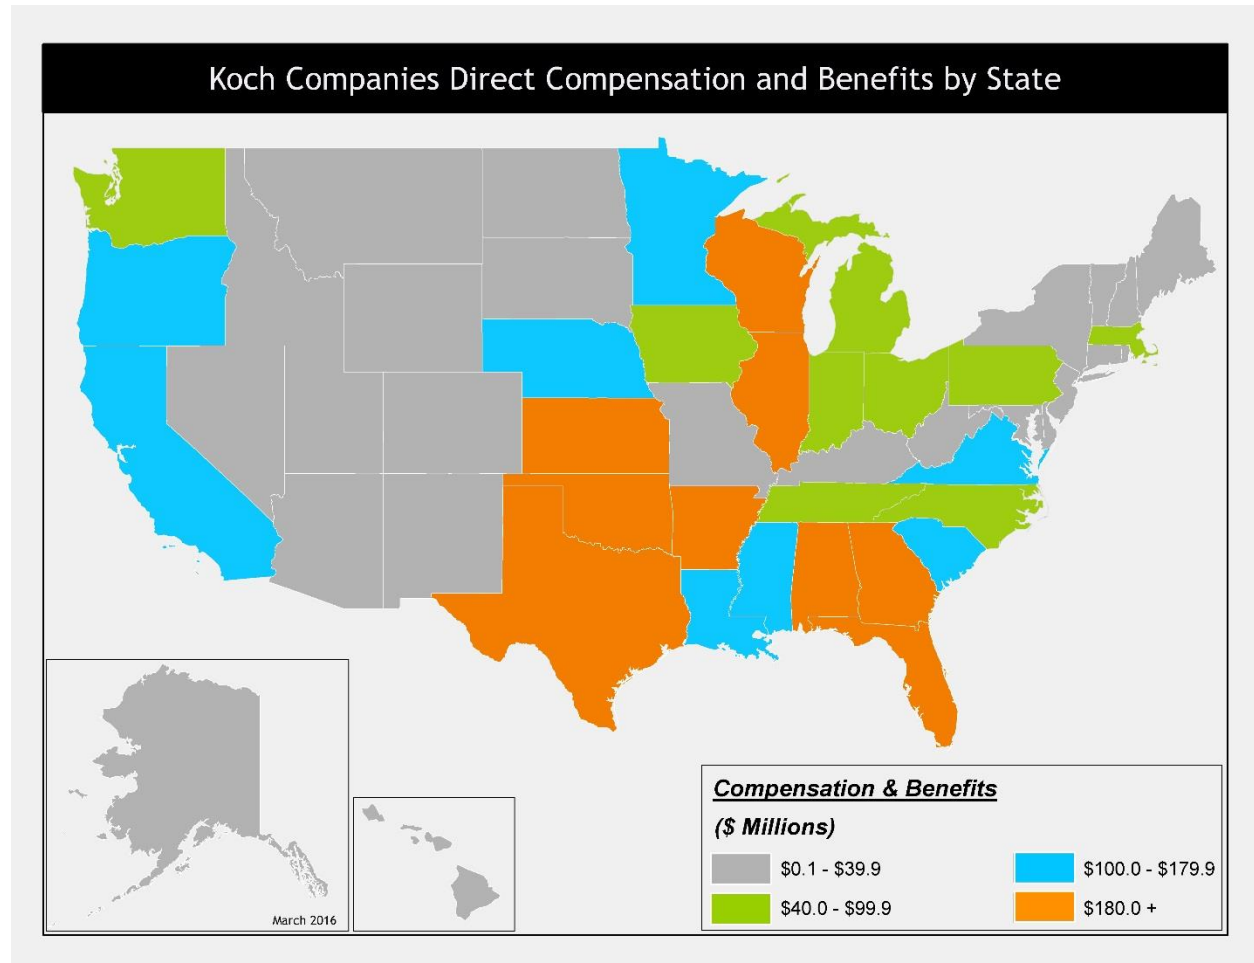 Koch Companies Direct Compensation and Benefits by State
March 2016
Compensation & Benefits
($ Millions)
$0.1 - $39.9
$100.0 - $179.9
$40.0 - $99.9
$180.0 +